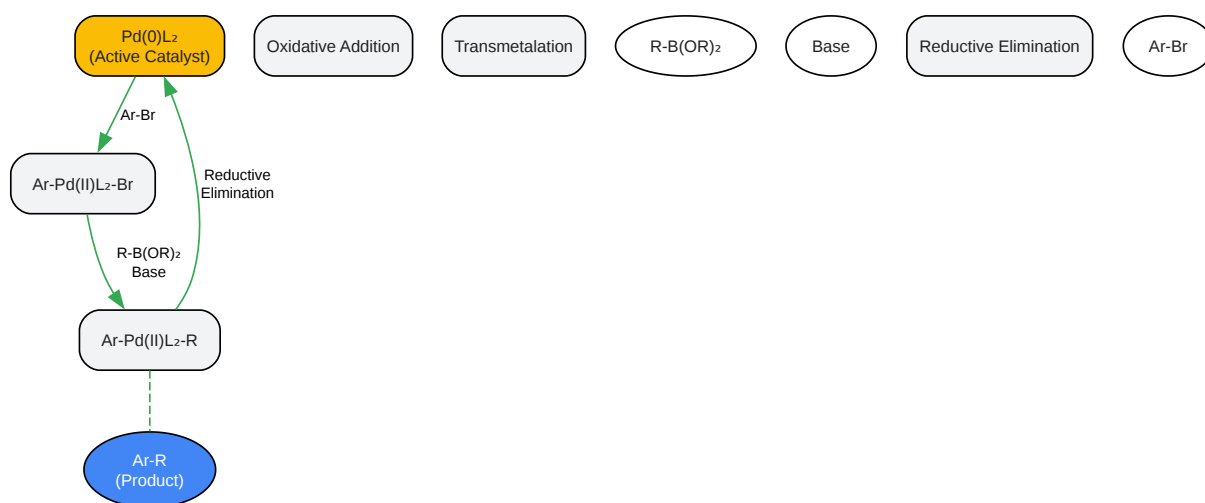 Pd(0)L₂
(Active Catalyst)
Oxidative Addition
Transmetalation
R-B(OR)₂
Base
Reductive Elimination
Ar-Br
Ar-Br
Ar-Pd(II)L₂-Br
Reductive
Elimination
R-B(OR)₂
Base
Ar-Pd(II)L₂-R
Ar-R
(Product)